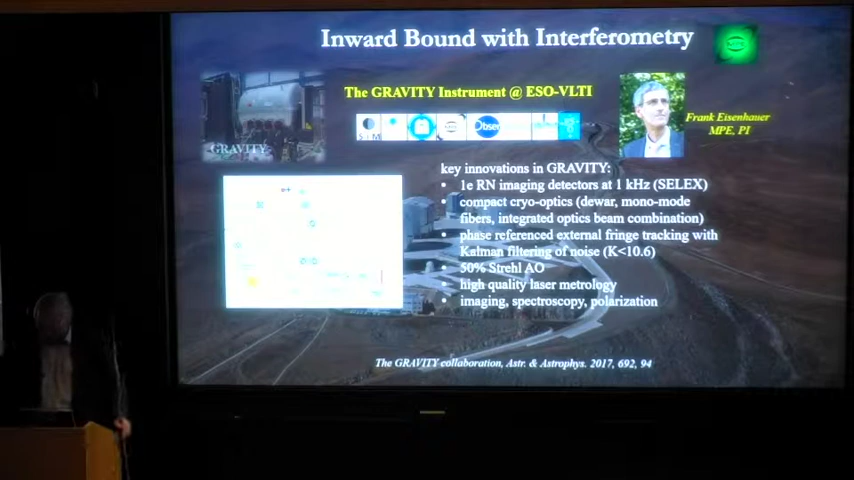 Inward Bound with Interferometry
The GRAVITY Instrument @ ESO-VLTI
GRAVITY
Frank Eisenhauer
MPE, PI
key innovations in GRAVITY:
• 1e RN imaging detectors at 1 kHz (SELEX)
• compact cryo-optics (dewar, mono-mode
fibers, integrated optics beam combination)
• phase referenced external fringe tracking with
Kalman filtering of noise (K<10.6)
• 50% Strehl AO
• high quality laser metrology
• imaging, spectroscopy, polarization
The GRAVITY collaboration, Astr. & Astrophys. 2017, 692, 94